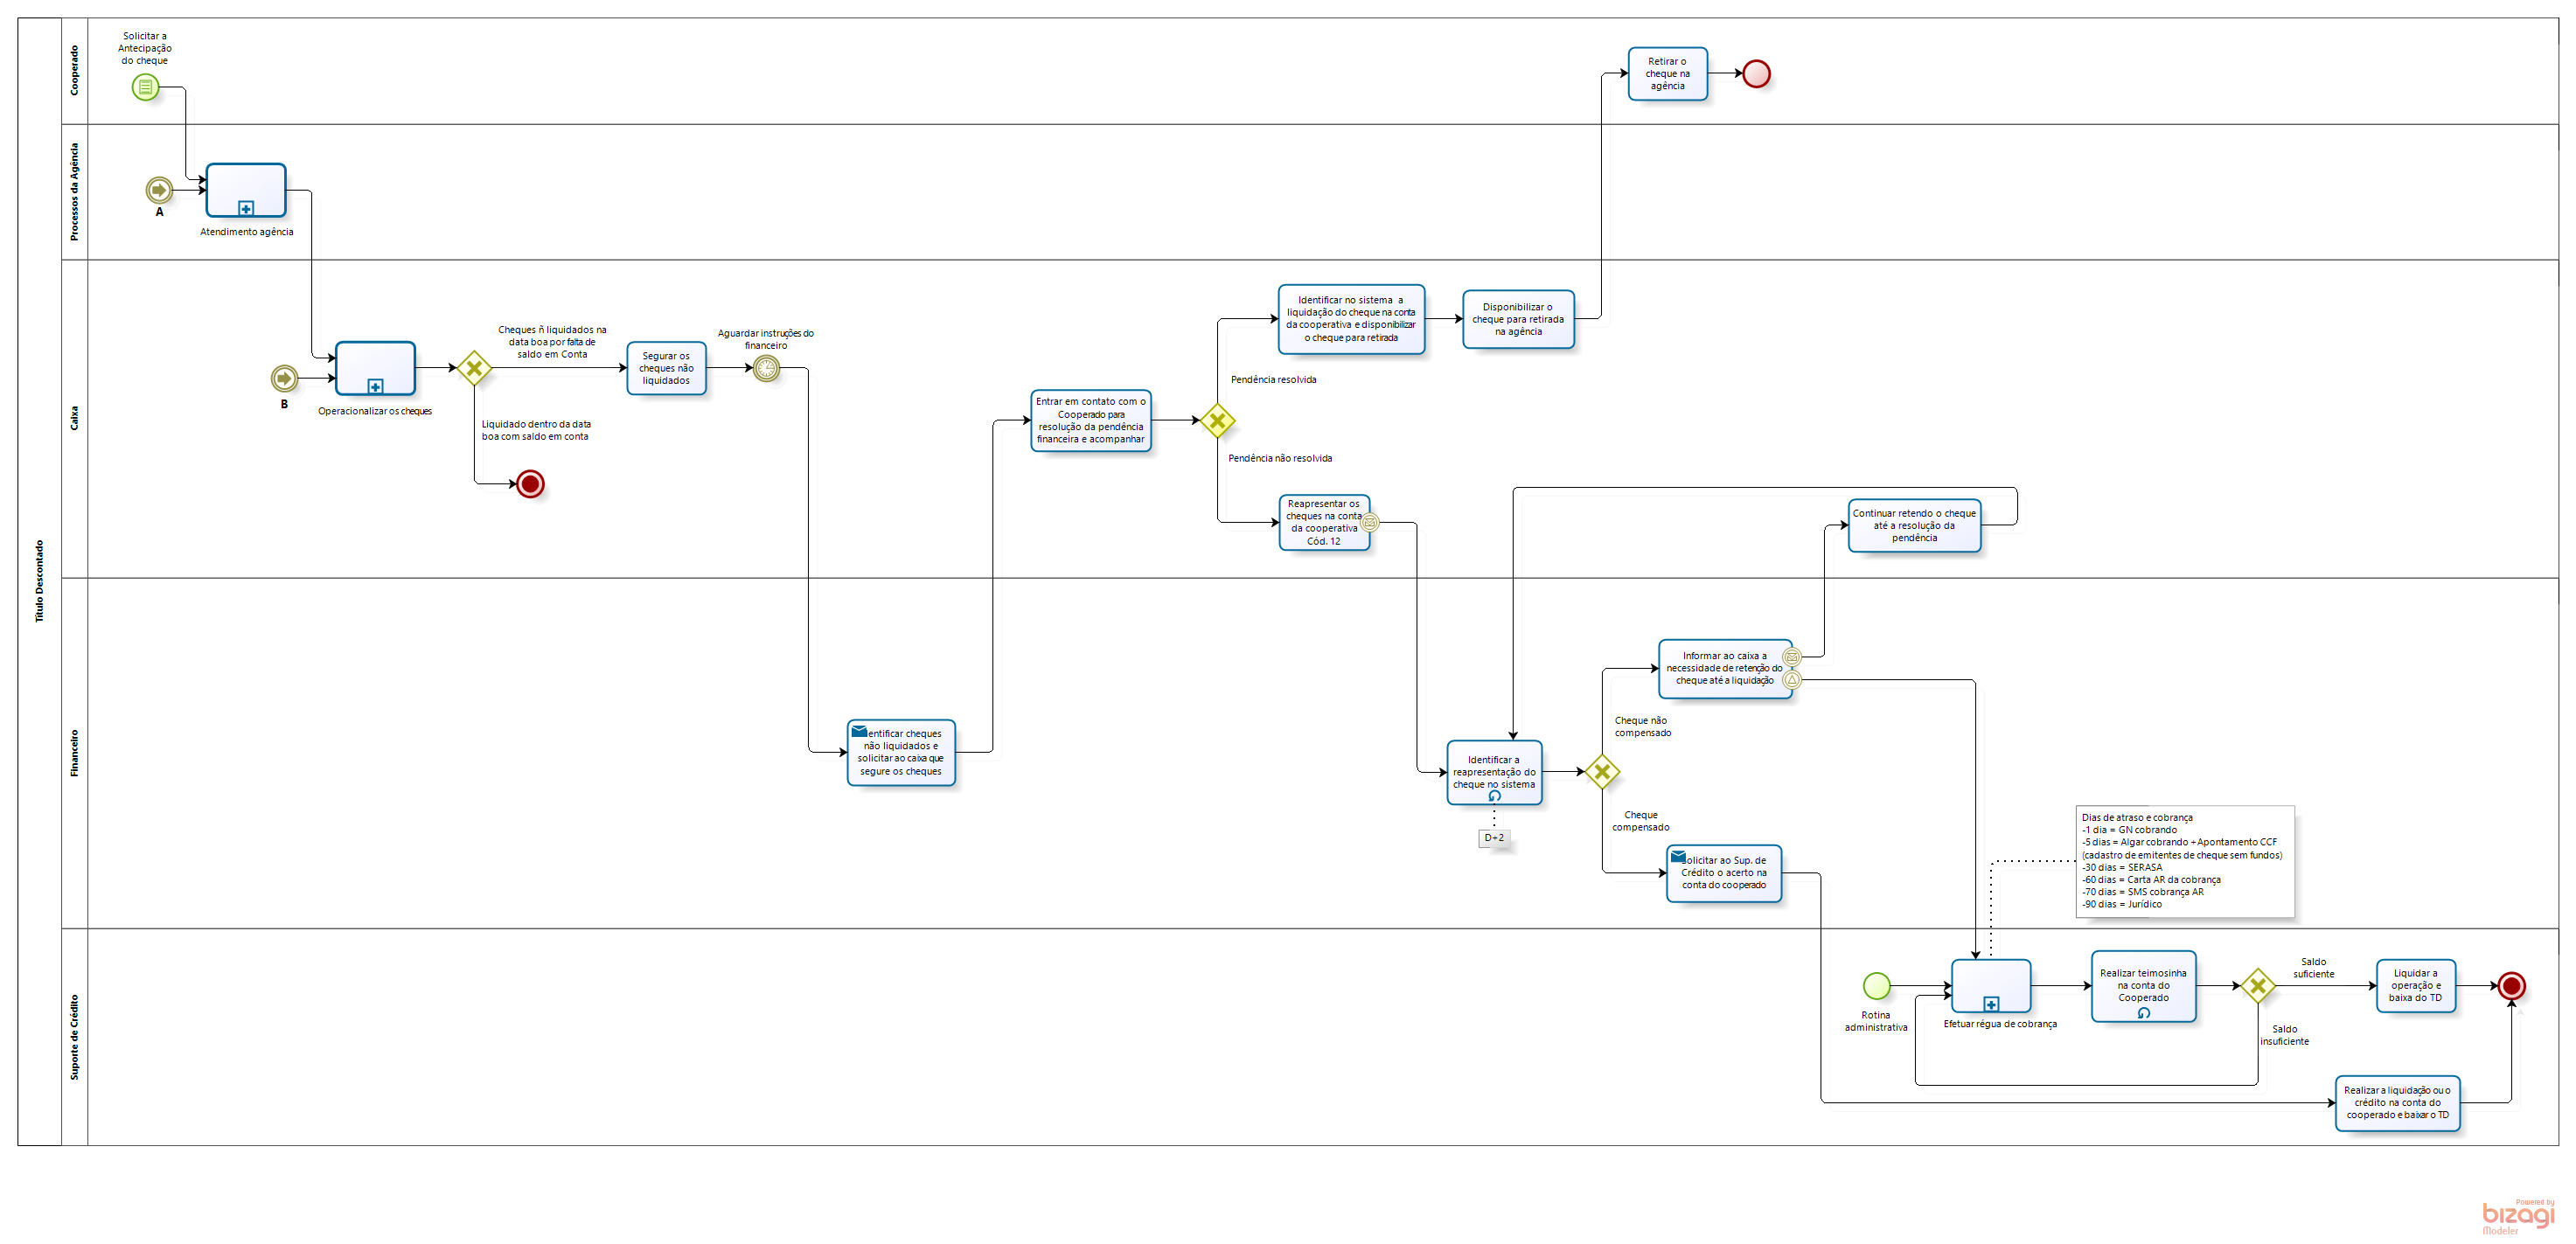 Título Descontado
Cooperado
Solicitar a
Antecipação
do cheque
Retirar o
cheque na
agência
Processos da Agência
A
Atendimento agência
Caixa
B
Operacionalizar os cheques
Cheques ñ liquidados na
data boa por falta de
saldo em Conta
Liquidado dentro da data
boa com saldo em conta
Segurar os
cheques não
liquidados
Aguardar instruções do
financeiro
Entrar em contato com o
Cooperado para
resolução da pendência
financeira e acompanhar
Pendência resolvida
Pendência não resolvida
Identificar no sistema a
liquidação do cheque na conta
da cooperativa e disponibilizar
o cheque para retirada
Disponibilizar o
cheque para retirada
na agência
Reapresentar os
cheques na conta
da cooperativa
Cód. 12
Continuar retendo o cheque
até a resolução da
pendência
Financeiro
entificar cheques
não liquidados e
solicitar ao caixa que
segure os cheques
Identificar a
reapresentação do
cheque no sistema
D+2
Cheque não
compensado
Cheque
compensado
Informar ao caixa a
necessidade de retenção do
cheque até a liquidação
Solicitar ao Sup. de
Crédito o acerto na
conta do cooperado
Dias de atraso e cobrança
-1 dia = GN cobrando
-5 dias = Algar cobrando +Apontamento CCF
(cadastro de emitentes de cheque sem fundos)
-30 dias = SERASA
-60 dias = Carta AR da cobrança
-70 dias = SMS cobrança AR
-90 dias = Jurídico
Suporte de Crédito
Rotina
administrativa
Efetuar régua de cobrança
Realizar teimosinha
na conta do
Cooperado
Saldo
suficiente
Saldo
insuficiente
Liquidar a
operação e
baixa do TD
Realizar a liquidação ou o
crédito na conta do
cooperado e baixar o TD
Powered by
bizagi
Modeler